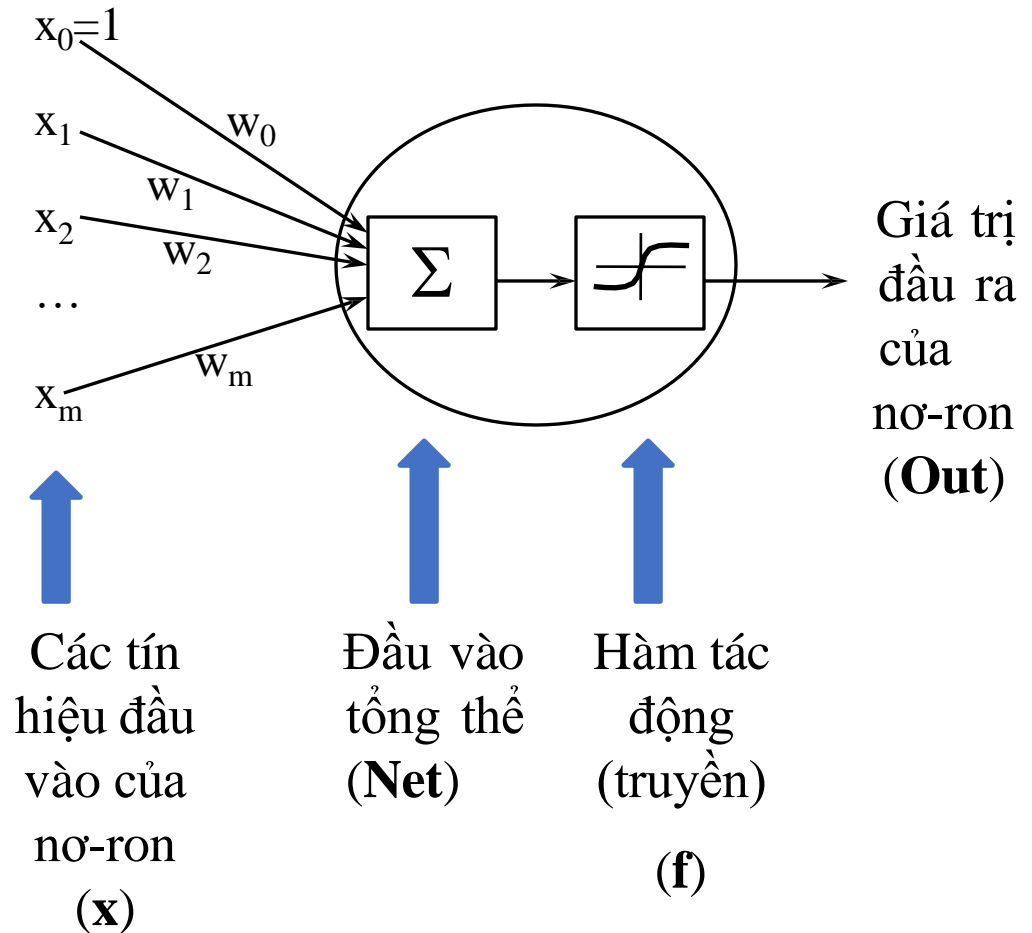 x₀=1
x₁
x₂
…
xₘ
w₀
w₁
w₂
wₘ
Σ
Giá trị
đầu ra
của
nơ-ron
(Out)
Các tín
hiệu đầu
vào của
nơ-ron
(x)
Đầu vào
tổng thể
(Net)
Hàm tác
động
(truyền)
(f)